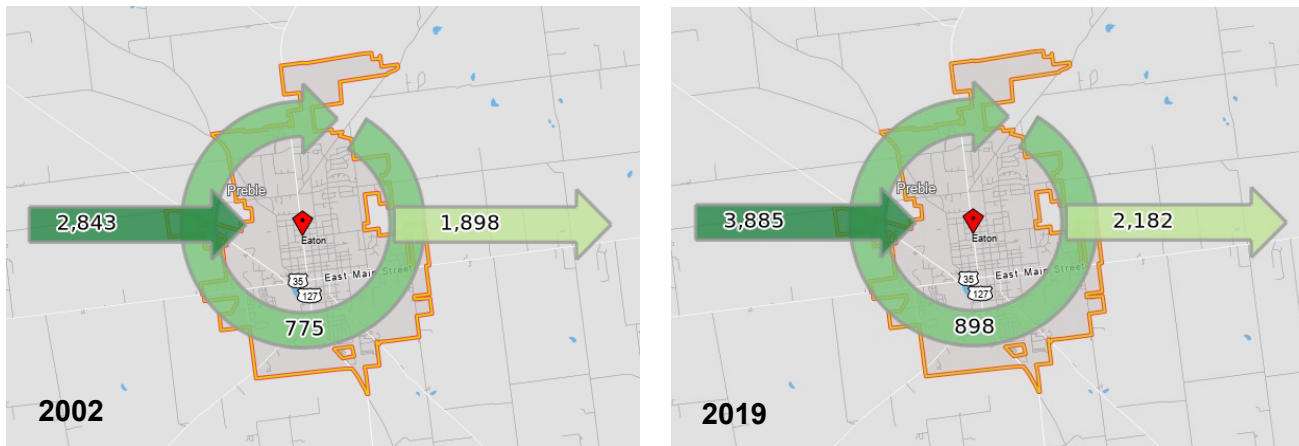 Preble
2,843
1,898
Eaton
35
East Main Street
127
775
2002
Preble
3,885
2,182
Eaton
35
East Main Street
127
898
2019